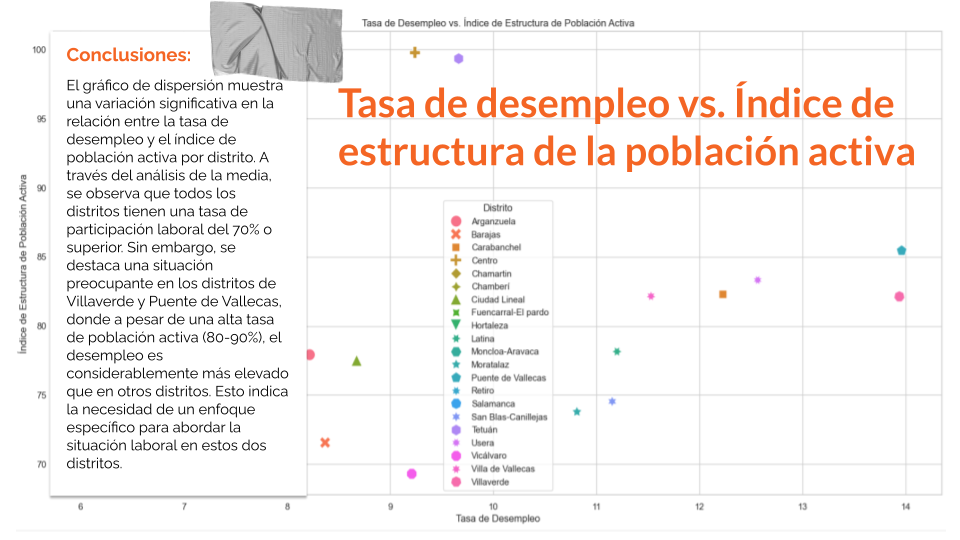 Tasa de Desempleo vs. Índice de Estructura de Población Activa
Conclusiones:
El gráfico de dispersión muestra
una variación significativa en la
relación entre la tasa de
desempleo y el índice de
población activa por distrito. A
través del análisis de la media,
se observa que todos los
distritos tienen una tasa de
participación laboral del 70% o
superior. Sin embargo, se
destaca una situación
preocupante en los distritos de
Villaverde y Puente de Vallecas,
donde a pesar de una alta tasa
de población activa (80-90%), el
desempleo es
considerablemente más elevado
que en otros distritos. Esto indica
la necesidad de un enfoque
específico para abordar la
situación laboral en estos dos
distritos.
Tasa de desempleo vs. Índice de
estructura de la población activa
Índice de Estructura de Población Activa
100
95
90
85
80
75
70
Distrito
Arganzuela
Barajas
Carabanchel
Centro
Chamartin
Chamberí
Ciudad Lineal
Fuencarral-El pardo
Hortaleza
Latina
Moncloa-Aravaca
Moratalaz
Puente de Vallecas
Retiro
Salamanca
San Blas-Canillejas
Tetuán
Usera
Vicálvaro
Villa de Vallecas
Villaverde
6 7 8 9 10 11 12 13 14
Tasa de Desempleo